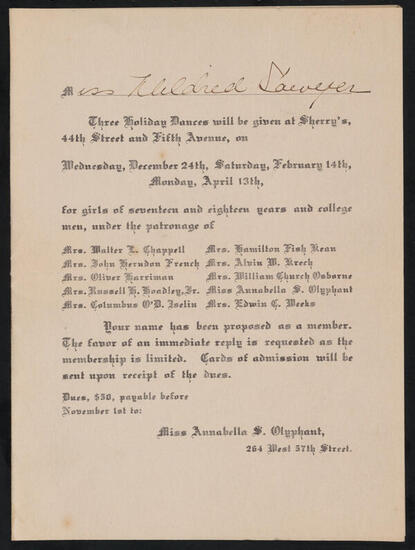 Miss Mildred Sawyer
Three Holiday Dances will be given at Sherry's,
44th Street and Fifth Avenue, on
Wednesday, December 24th, Saturday, February 14th,
Monday, April 13th,
for girls of seventeen and eighteen years and college
men, under the patronage of
Mrs. Walter L. Chappell Mrs. Hamilton Fish Kean
Mrs. John Herndon French Mrs. Alvin W. Krech
Mrs. Oliver Harriman Mrs. William Church Osborne
Mrs. Russell H. Hoadley, Jr. Miss Annabella S. Olyphant
Mrs. Columbus O'D. Iselin Mrs. Edwin C. Weeks
Your name has been proposed as a member.
The favor of an immediate reply is requested as the
membership is limited. Cards of admission will be
sent upon receipt of the dues.
Dues, $30, payable before
November 1st to:
Miss Annabella S. Olyphant,
264 West 57th Street.